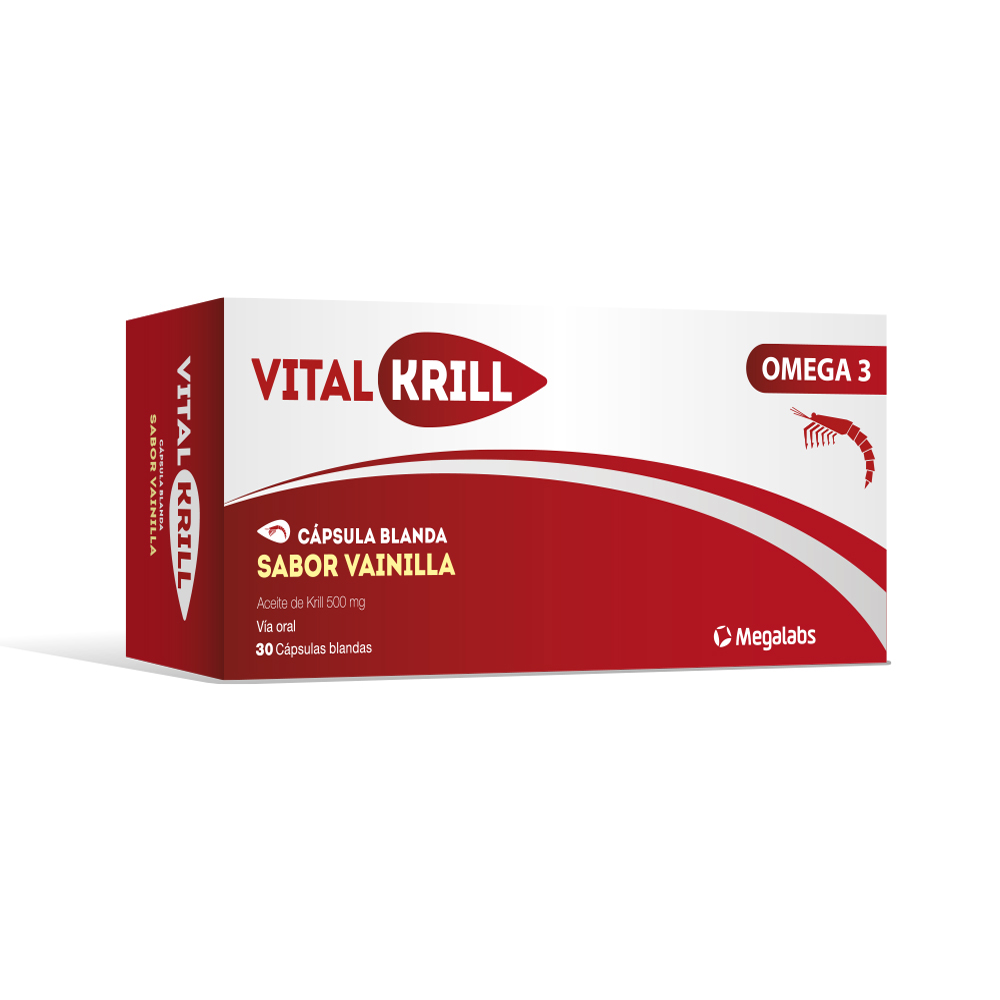 VITAL KRILL
OMEGA 3
CÁPSULA BLANDA
SABOR VAINILLA
Aceite de Krill 500 mg
Vía oral
30 Cápsulas blandas
Megalabs
VITAL KRILL
CÁPSULA BLANDA
SABOR VAINILLA